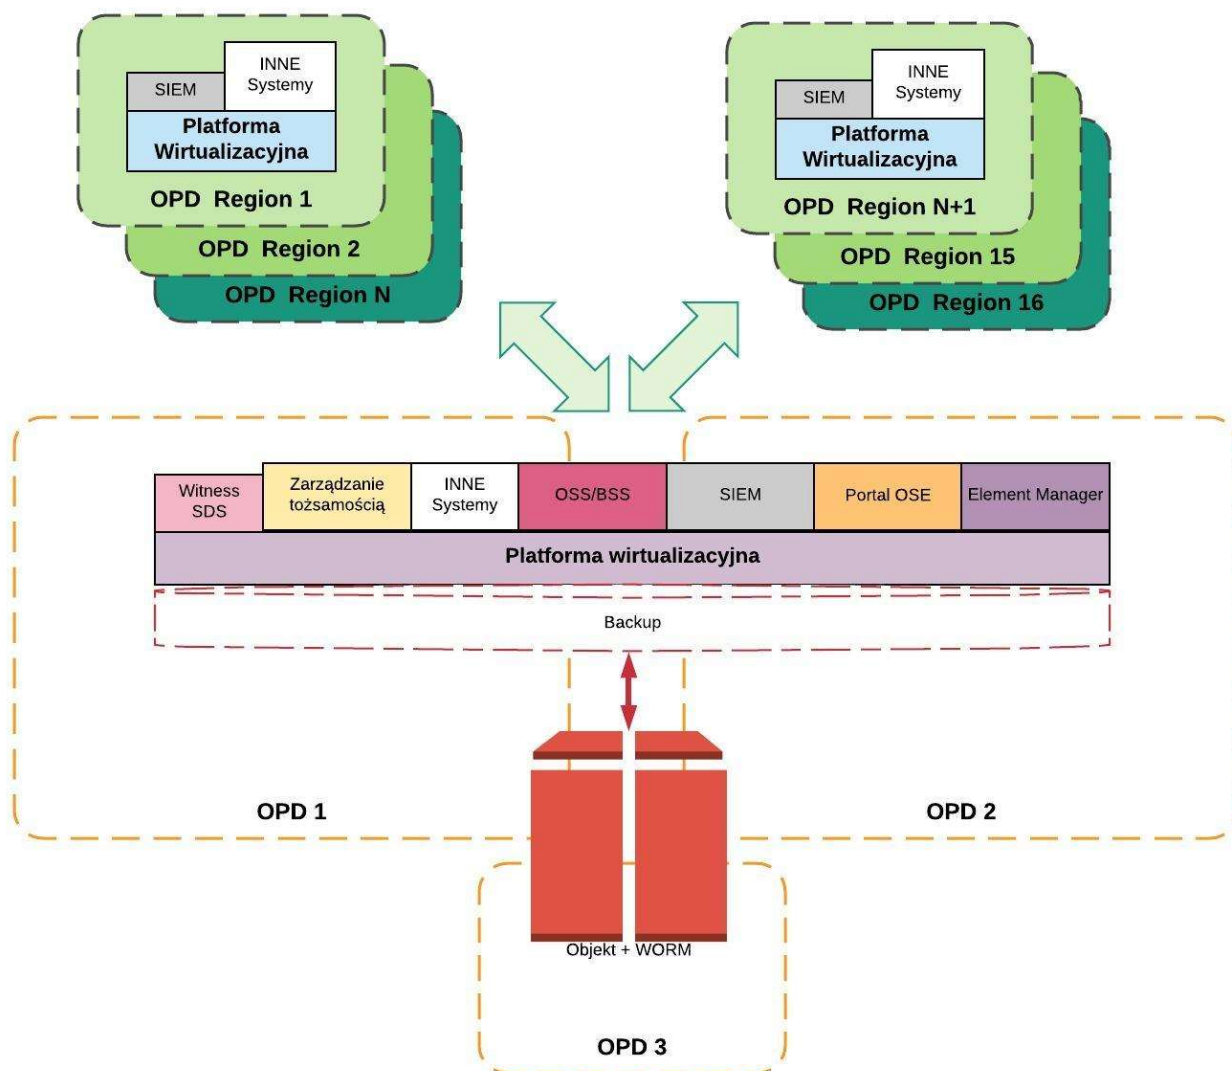 INNE
Systemy
SIEM
Platforma
Wirtualizacyjna
OPD Region 1
OPD Region 2
OPD Region N
INNE
Systemy
SIEM
Platforma
Wirtualizacyjna
OPD Region N+1
OPD Region 15
OPD Region 16
Witness
SDS
Zarządzanie
tożsamością
INNE
Systemy
OSS/BSS
SIEM
Portal OSE
Element Manager
Platforma wirtualizacyjna
Backup
OPD 1
OPD 2
Objekt + WORM
OPD 3